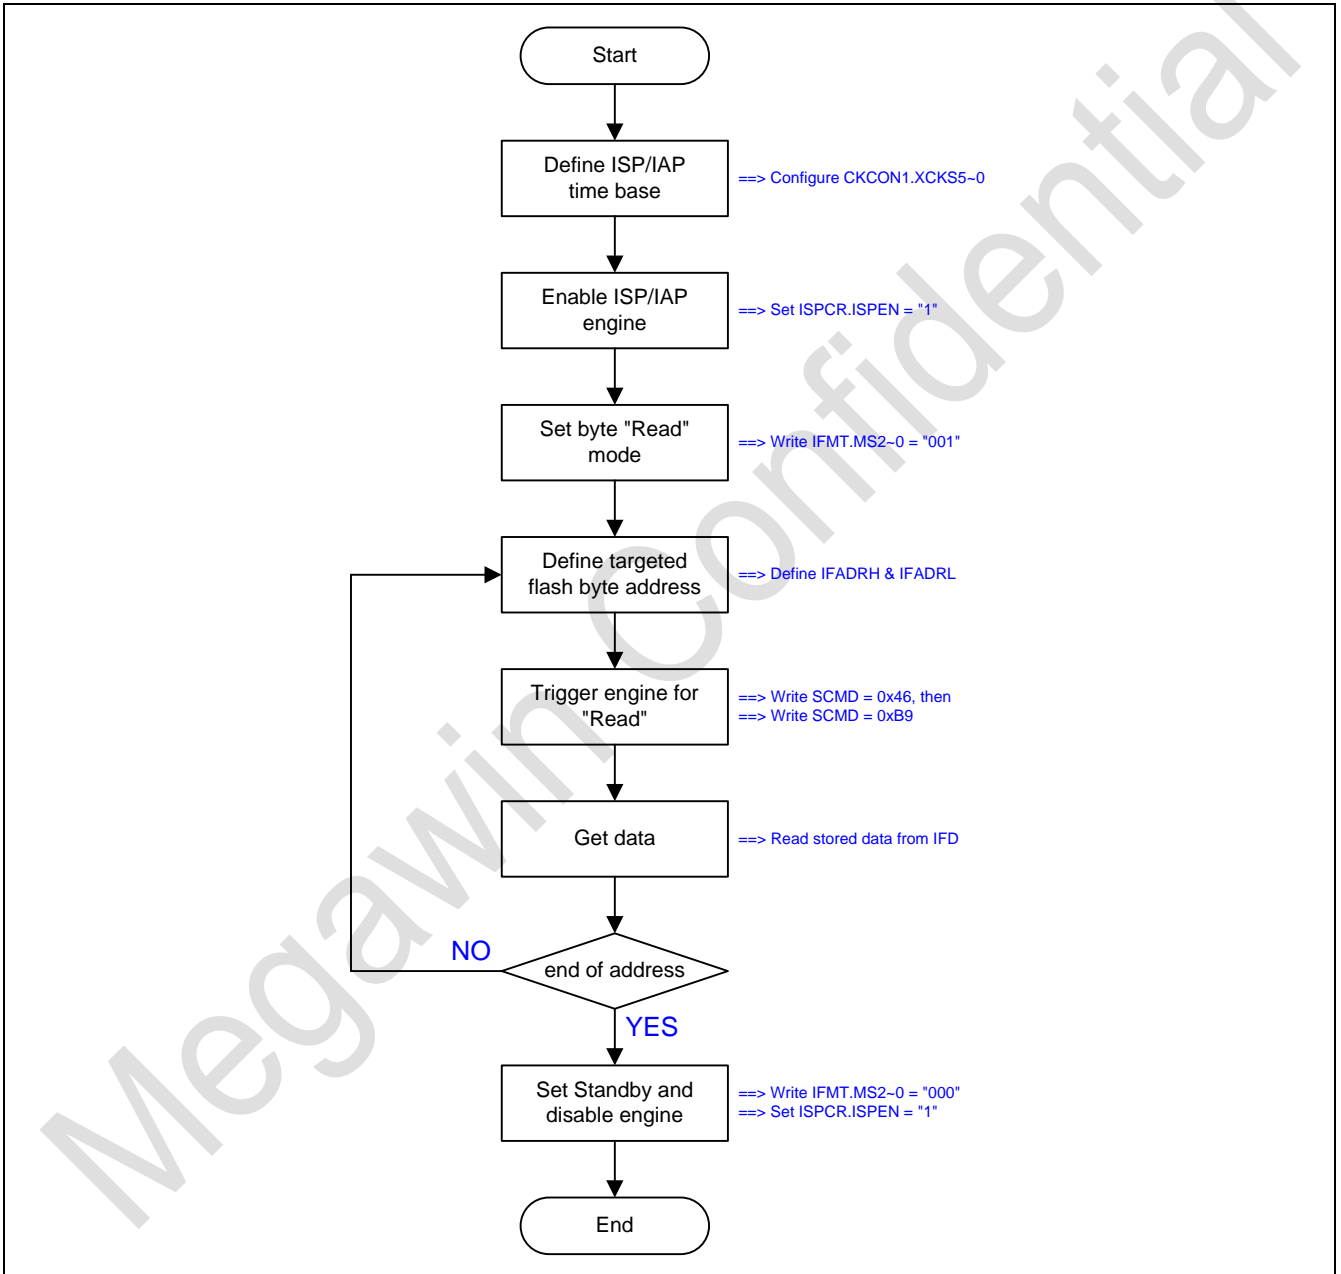 Start
Define ISP/IAP
time base
==> Configure CKCON1.XCKS5~0
Enable ISP/IAP
engine
==> Set ISPCR.ISPEN = "1"
Set byte "Read"
mode
==> Write IFMT.MS2~0 = "001"
Define targeted
flash byte address
==> Define IFADRH & IFADRL
Trigger engine for
"Read"
==> Write SCMD = 0x46, then
==> Write SCMD = 0xB9
Get data
==> Read stored data from IFD
end of address
NO
YES
Set Standby and
disable engine
==> Write IFMT.MS2~0 = "000"
==> Set ISPCR.ISPEN = "1"
End
Megawin Confidential